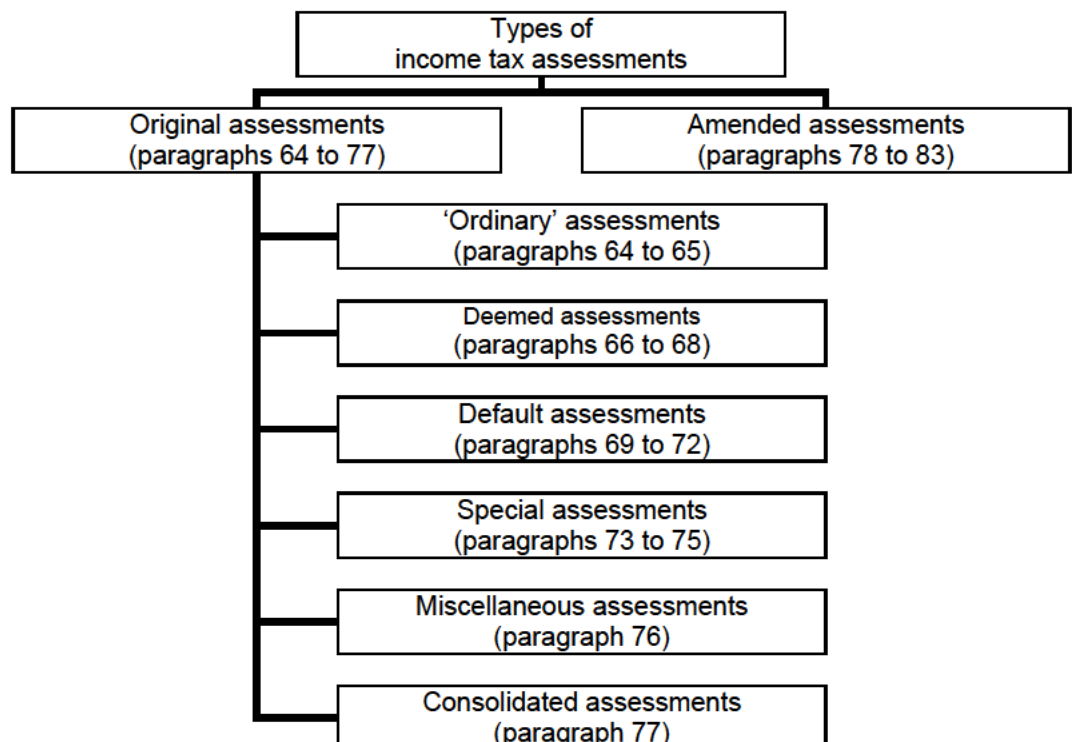 Types of
income tax assessments
Original assessments
(paragraphs 64 to 77)
Amended assessments
(paragraphs 78 to 83)
‘Ordinary’ assessments
(paragraphs 64 to 65)
Deemed assessments
(paragraphs 66 to 68)
Default assessments
(paragraphs 69 to 72)
Special assessments
(paragraphs 73 to 75)
Miscellaneous assessments
(paragraph 76)
Consolidated assessments
(paragraph 77)